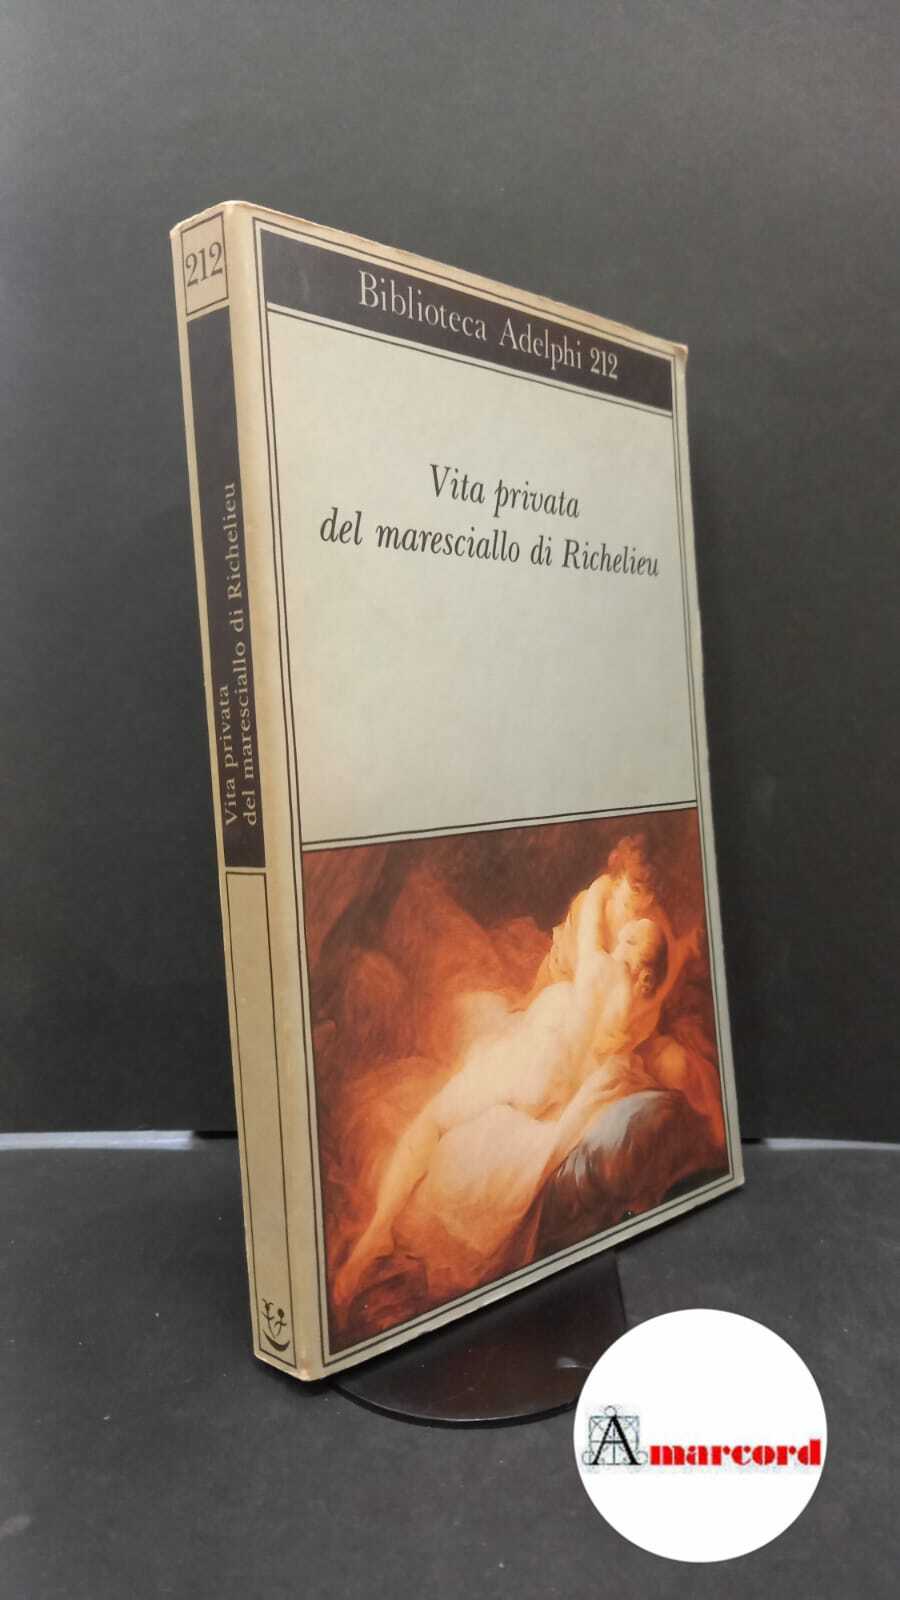 212
Vita privata
del maresciallo di Richelieu
Biblioteca Adelphi 212
Vita privata
del maresciallo di Richelieu
Amarcord